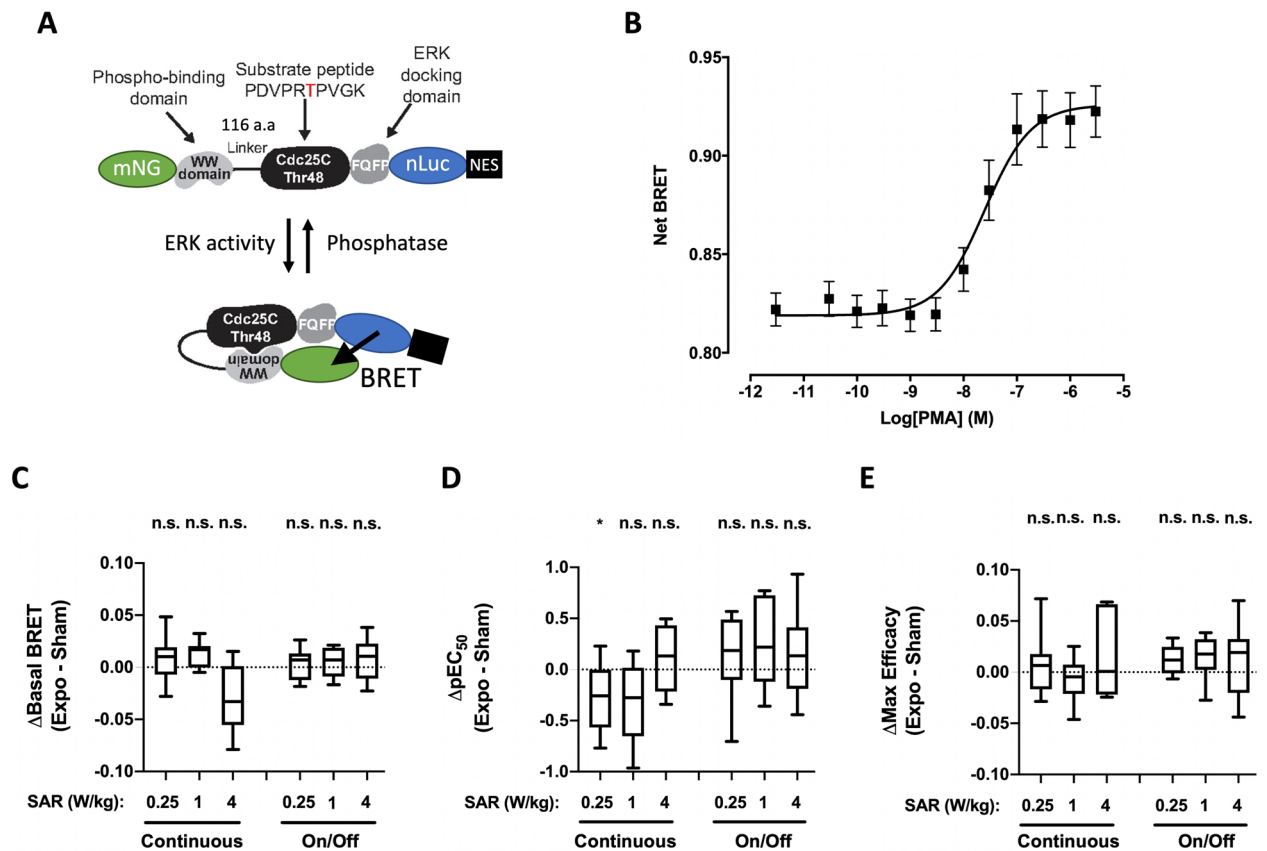 A
Phospho-binding
domain
Substrate peptide
PDVPRTPVGK
ERK
docking
domain
116 a.a
Linker
mNG
WW
domain
Cdc25C
Thr48
FQFP
nLuc
NES
ERK activity
Phosphatase
Cdc25C
Thr48
FQFP
WW
domain
BRET
B
Net BRET
0.95
0.90
0.85
0.80
-12 -11 -10 -9 -8 -7 -6 -5
Log[PMA] (M)
C
n.s. n.s. n.s. n.s. n.s. n.s.
ΔBasal BRET
(Expo - Sham)
0.10
0.05
0.00
-0.05
-0.10
SAR (W/kg): 0.25 1 4 0.25 1 4
Continuous On/Off
D
* n.s. n.s. n.s. n.s. n.s.
ΔpEC50
(Expo - Sham)
1.0
0.5
0.0
-0.5
-1.0
SAR (W/kg): 0.25 1 4 0.25 1 4
Continuous On/Off
E
n.s. n.s. n.s. n.s. n.s. n.s.
ΔMax Efficacy
(Expo - Sham)
0.10
0.05
0.00
-0.05
-0.10
SAR (W/kg): 0.25 1 4 0.25 1 4
Continuous On/Off